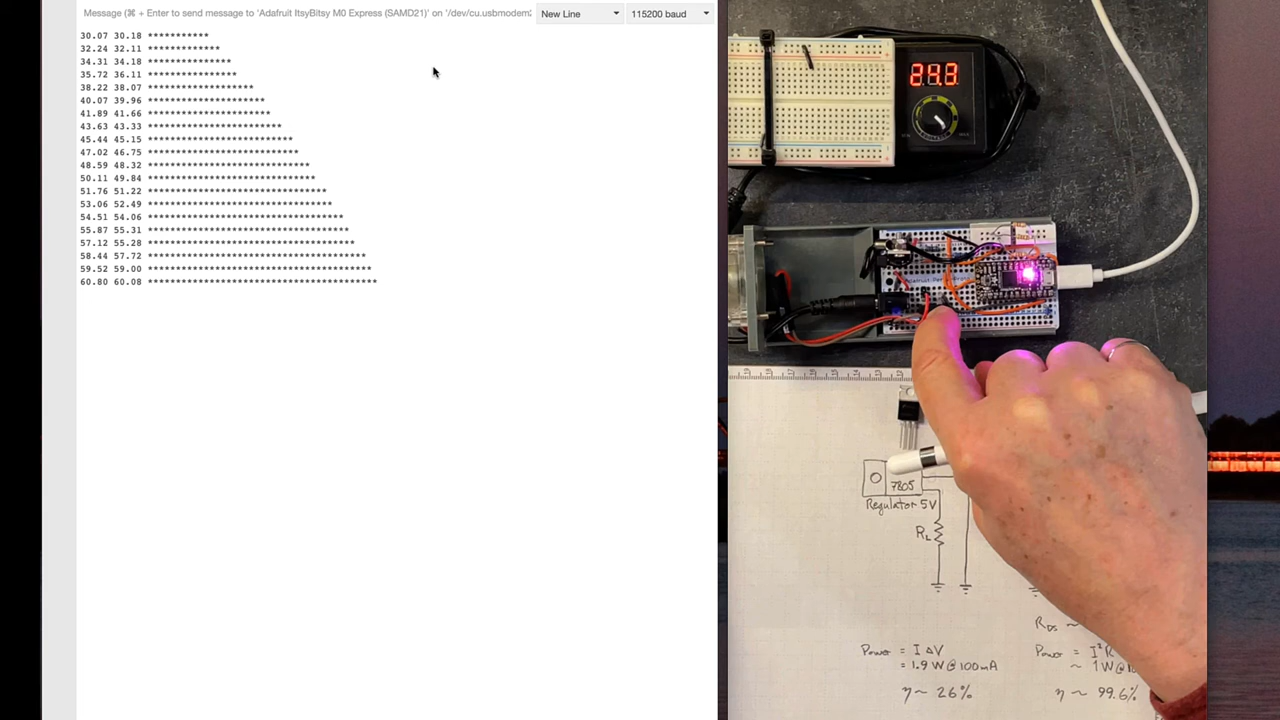 Message (⌘ + Enter to send message to 'Adafruit ItsyBitsy M0 Express (SAMD21)' on '/dev/cu.usbmodem
New Line
115200 baud
30.07 30.18 ***********
32.24 32.11 *************
34.31 34.18 ***************
35.72 36.11 ****************
38.22 38.07 *******************
40.07 39.96 *********************
41.89 41.66 **********************
43.63 43.33 ************************
45.44 45.15 **************************
47.02 46.75 ***************************
48.59 48.32 *****************************
50.11 49.84 ******************************
51.76 51.22 ********************************
53.06 52.49 *********************************
54.51 54.06 ***********************************
55.87 55.31 ************************************
57.12 55.28 *************************************
58.44 57.72 ***************************************
59.52 59.00 ****************************************
60.80 60.08 *****************************************
24.3
7805
Regulator 5V
RL
RDS ~
Power = I ΔV
= 1.9W @ 100mA
η ~ 26%
Power = I²R
~ 1W @
η ~ 99.6%